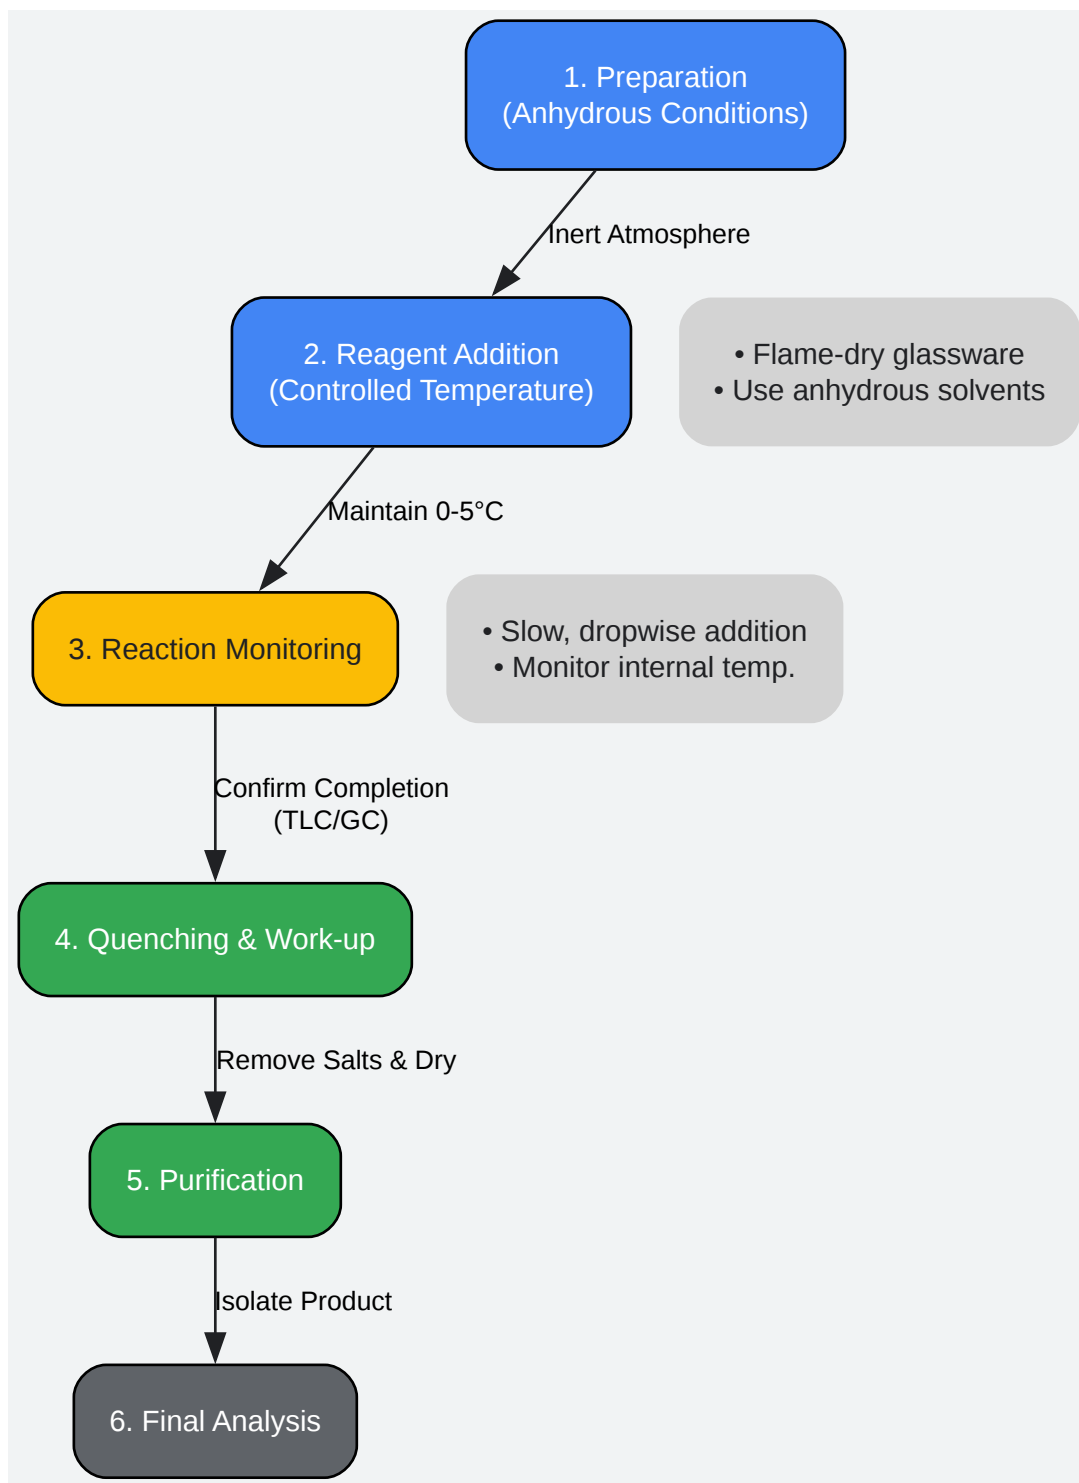 1. Preparation
(Anhydrous Conditions)
Inert Atmosphere
2. Reagent Addition
(Controlled Temperature)
• Flame-dry glassware
• Use anhydrous solvents
Maintain 0-5°C
3. Reaction Monitoring
• Slow, dropwise addition
• Monitor internal temp.
Confirm Completion
(TLC/GC)
4. Quenching & Work-up
Remove Salts & Dry
5. Purification
Isolate Product
6. Final Analysis